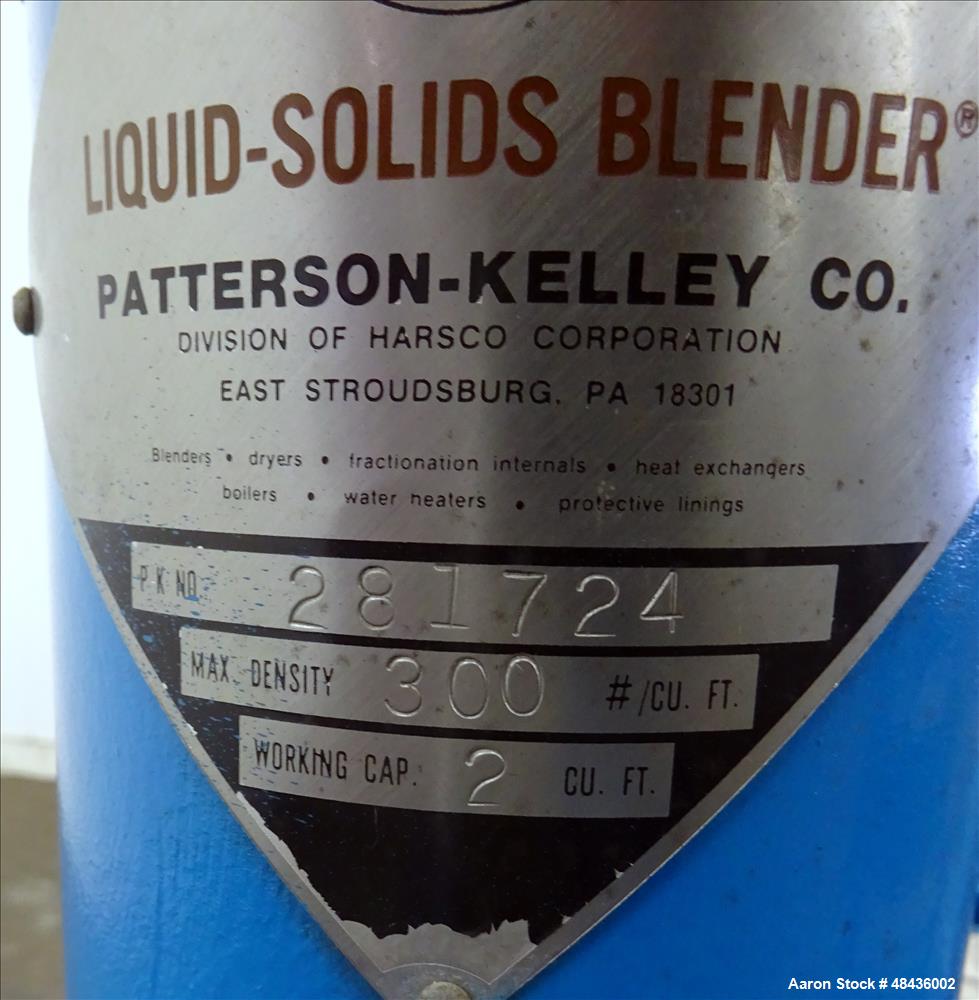 LIQUID-SOLIDS BLENDER®
PATTERSON-KELLEY CO.
DIVISION OF HARSCO CORPORATION
EAST STROUDSBURG, PA 18301
Blenders • dryers • fractionation internals • heat exchangers
boilers • water heaters • protective linings
P K NO 281724
MAX. DENSITY 300 #/CU. FT.
WORKING CAP. 2 CU. FT.
Aaron Stock # 48436002